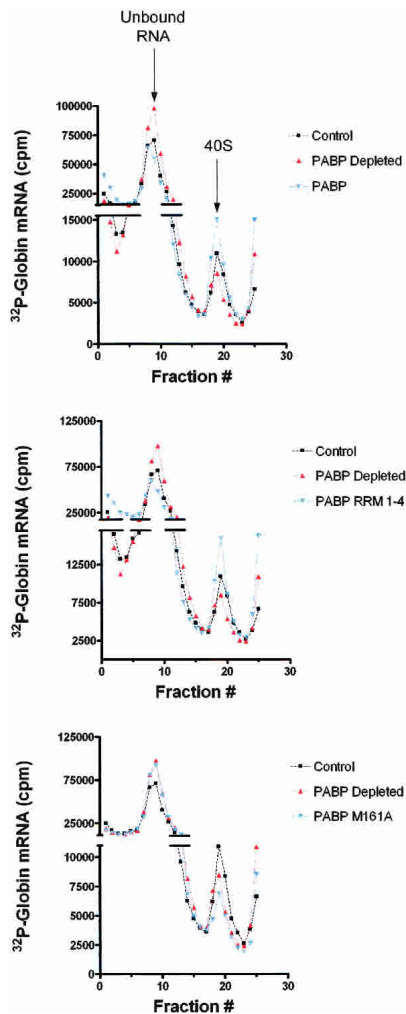 Unbound
RNA
40S
³²P-Globin mRNA (cpm)
100000
75000
50000
25000
15000
10000
5000
0
0 10 20 30
Fraction #
Control
PABP Depleted
PABP
³²P-Globin mRNA (cpm)
125000
75000
25000
12500
7500
2500
0 10 20 30
Fraction #
Control
PABP Depleted
PABP RRM 1-4
³²P-Globin mRNA (cpm)
125000
75000
25000
10000
7500
5000
2500
0
0 10 20 30
Fraction #
Control
PABP Depleted
PABP M161A